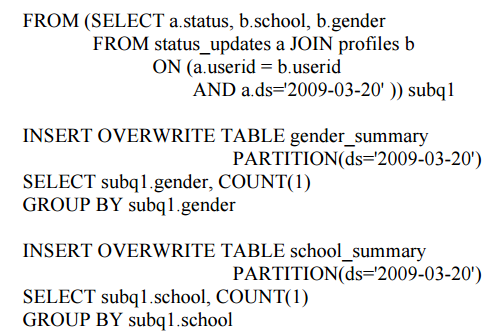 FROM (SELECT a.status, b.school, b.gender
FROM status_updates a JOIN profiles b
ON (a.userid = b.userid
AND a.ds='2009-03-20' )) subq1
INSERT OVERWRITE TABLE gender_summary
PARTITION(ds='2009-03-20')
SELECT subq1.gender, COUNT(1)
GROUP BY subq1.gender
INSERT OVERWRITE TABLE school_summary
PARTITION(ds='2009-03-20')
SELECT subq1.school, COUNT(1)
GROUP BY subq1.school